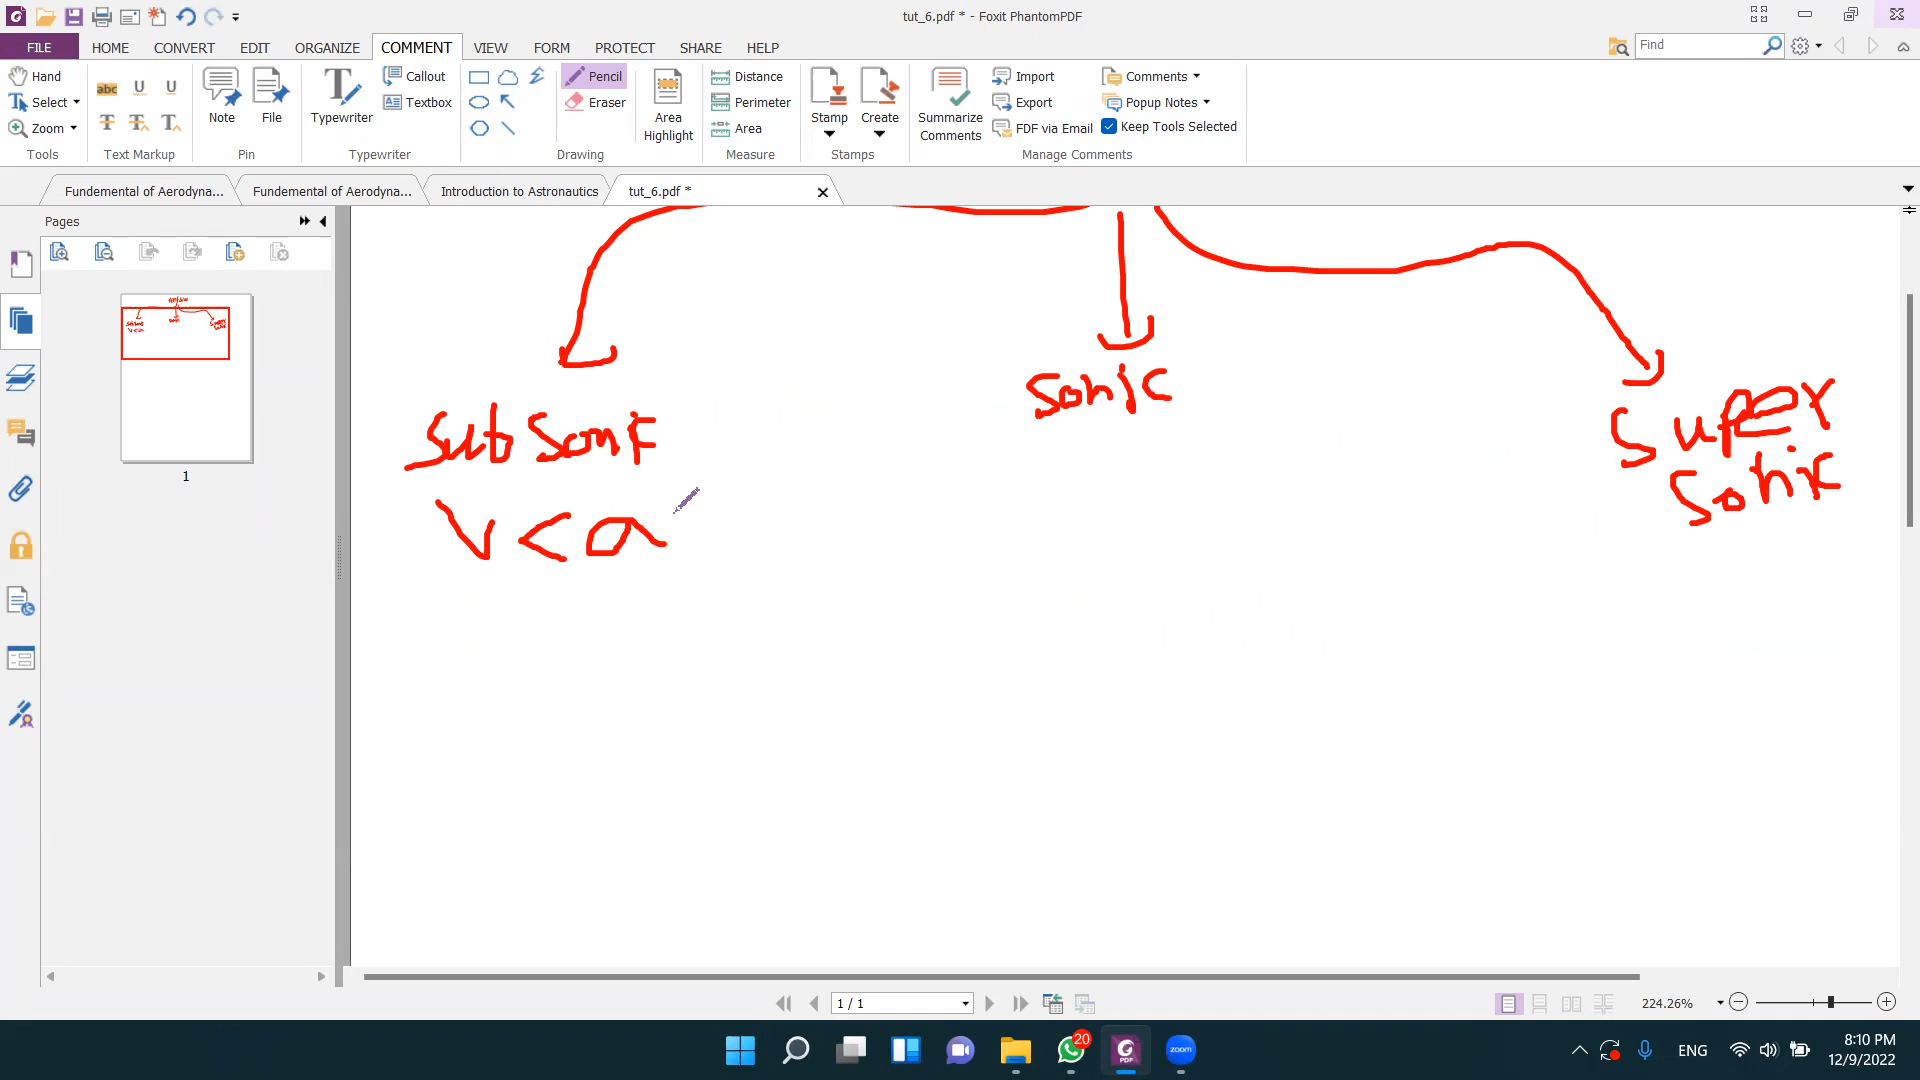 tut_6.pdf * - Foxit PhantomPDF
FILE HOME CONVERT EDIT ORGANIZE COMMENT VIEW FORM PROTECT SHARE HELP
Find
Hand
Select
Zoom
Tools
Text Markup
Note
File
Pin
Typewriter
Callout
Textbox
Typewriter
Pencil
Eraser
Drawing
Area
Highlight
Distance
Perimeter
Area
Measure
Stamp
Create
Stamps
Summarize
Comments
Import
Export
FDF via Email
Comments
Popup Notes
Keep Tools Selected
Manage Comments
Fundemental of Aerodyna...
Fundemental of Aerodyna...
Introduction to Astronautics
tut_6.pdf *
Pages
1
Sonic
Super
Sonic
V < a
1 / 1
224.26%
20
zoom
PDF
ENG
8:10 PM
12/9/2022